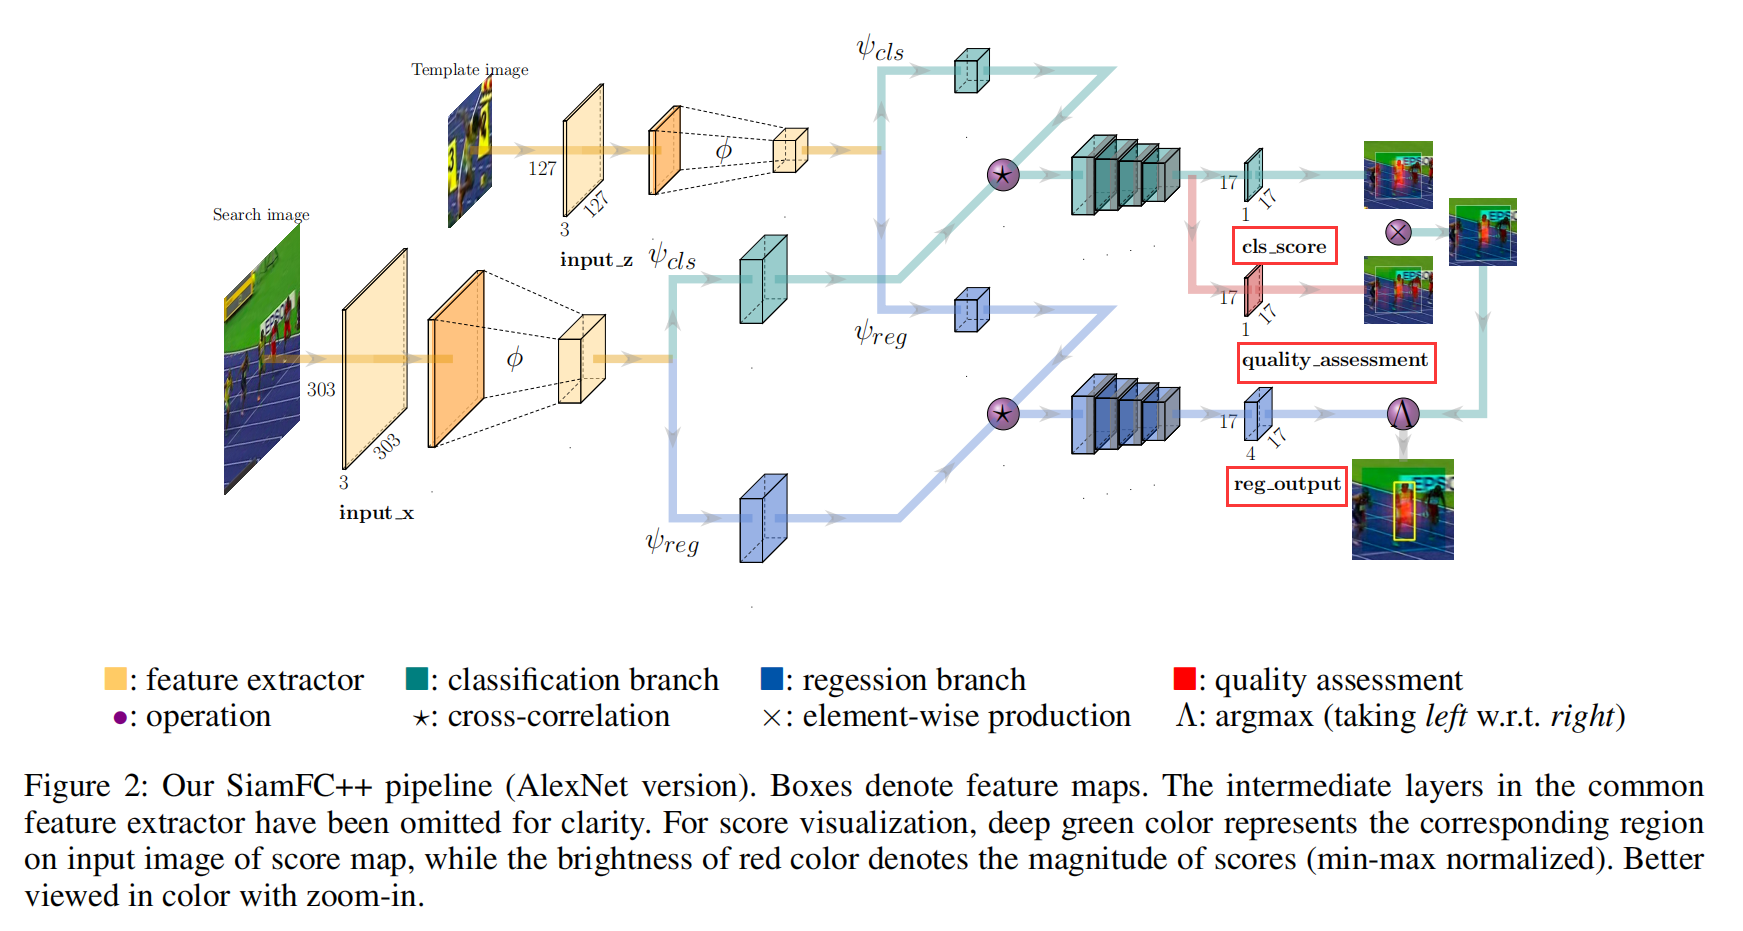 Template image
ψcls
127
127
3
ϕ
Search image
input_z
ψcls
303
303
3
ϕ
input_x
ψreg
ψreg
⋆
17
1
17
cls_score
×
17
1
17
quality_assessment
⋆
17
4
17
reg_output
Λ
EPSO
: feature extractor
: classification branch
: regession branch
: quality assessment
●: operation
⋆: cross-correlation
×: element-wise production
Λ: argmax (taking left w.r.t. right)
Figure 2: Our SiamFC++ pipeline (AlexNet version). Boxes denote feature maps. The intermediate layers in the common
feature extractor have been omitted for clarity. For score visualization, deep green color represents the corresponding region
on input image of score map, while the brightness of red color denotes the magnitude of scores (min-max normalized). Better
viewed in color with zoom-in.